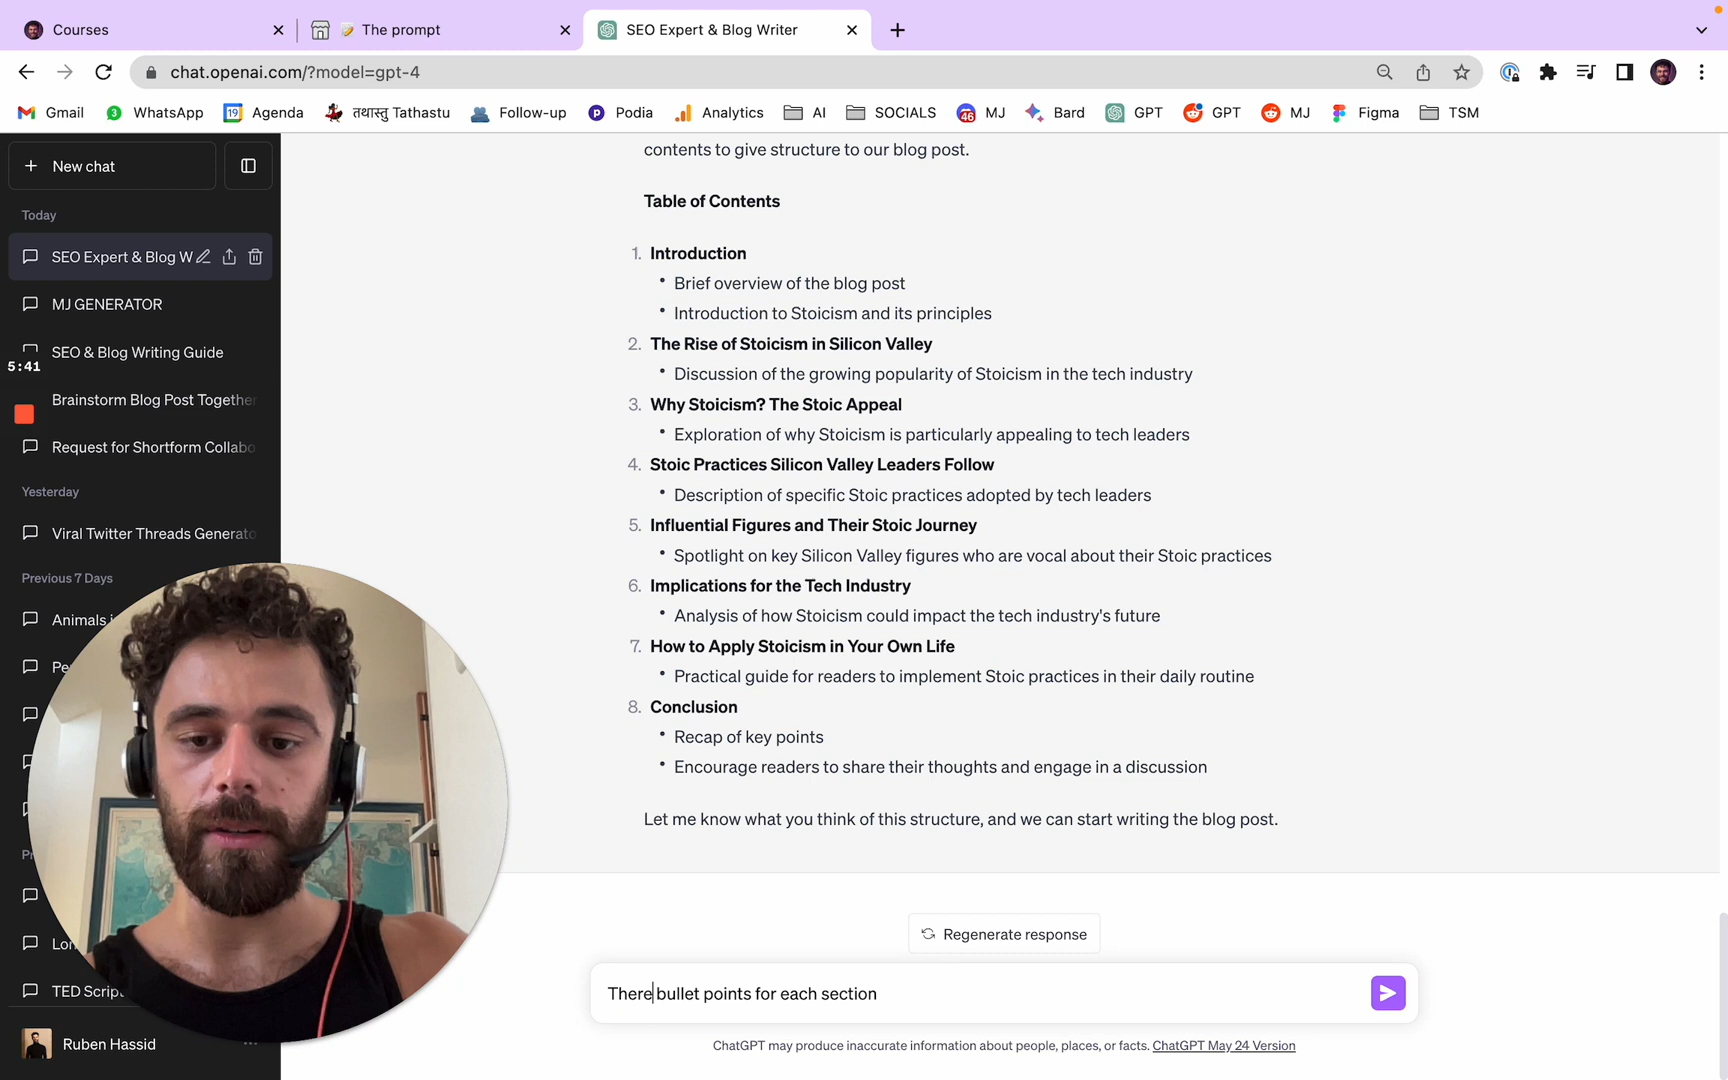 Courses
The prompt
SEO Expert & Blog Writer
chat.openai.com/?model=gpt-4
Gmail
WhatsApp
Agenda
तथास्तु Tathastu
Follow-up
Podia
Analytics
AI
SOCIALS
MJ
Bard
GPT
GPT
MJ
Figma
TSM
New chat
Today
SEO Expert & Blog W
MJ GENERATOR
SEO & Blog Writing Guide
5:41
Brainstorm Blog Post Together
Request for Shortform Collabo
Yesterday
Viral Twitter Threads Generato
Previous 7 Days
Animals
TED Script
Ruben Hassid
contents to give structure to our blog post.
Table of Contents
1. Introduction
• Brief overview of the blog post
• Introduction to Stoicism and its principles
2. The Rise of Stoicism in Silicon Valley
• Discussion of the growing popularity of Stoicism in the tech industry
3. Why Stoicism? The Stoic Appeal
• Exploration of why Stoicism is particularly appealing to tech leaders
4. Stoic Practices Silicon Valley Leaders Follow
• Description of specific Stoic practices adopted by tech leaders
5. Influential Figures and Their Stoic Journey
• Spotlight on key Silicon Valley figures who are vocal about their Stoic practices
6. Implications for the Tech Industry
• Analysis of how Stoicism could impact the tech industry's future
7. How to Apply Stoicism in Your Own Life
• Practical guide for readers to implement Stoic practices in their daily routine
8. Conclusion
• Recap of key points
• Encourage readers to share their thoughts and engage in a discussion
Let me know what you think of this structure, and we can start writing the blog post.
Regenerate response
There bullet points for each section
ChatGPT may produce inaccurate information about people, places, or facts. ChatGPT May 24 Version